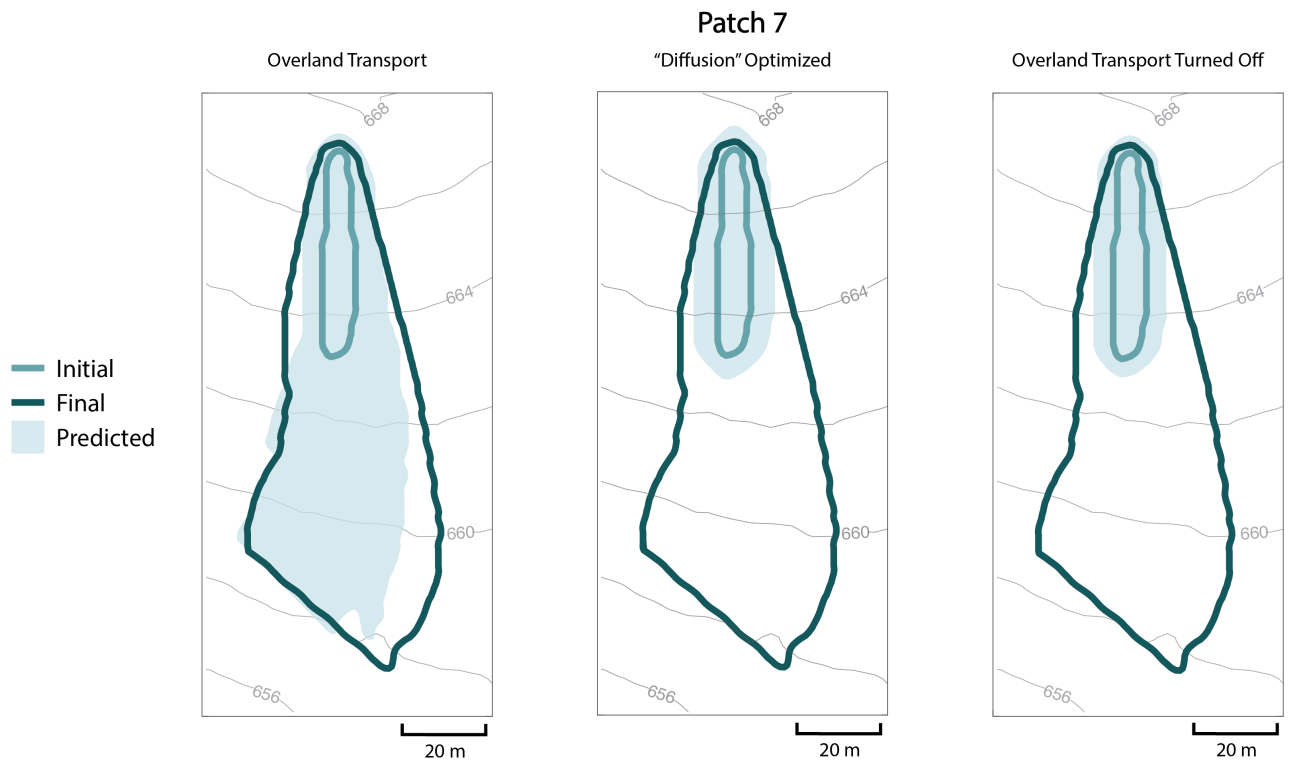 Patch 7
Overland Transport
“Diffusion” Optimized
Overland Transport Turned Off
668
668
668
664
664
664
Initial
Final
Predicted
660
660
660
656
656
656
20 m
20 m
20 m